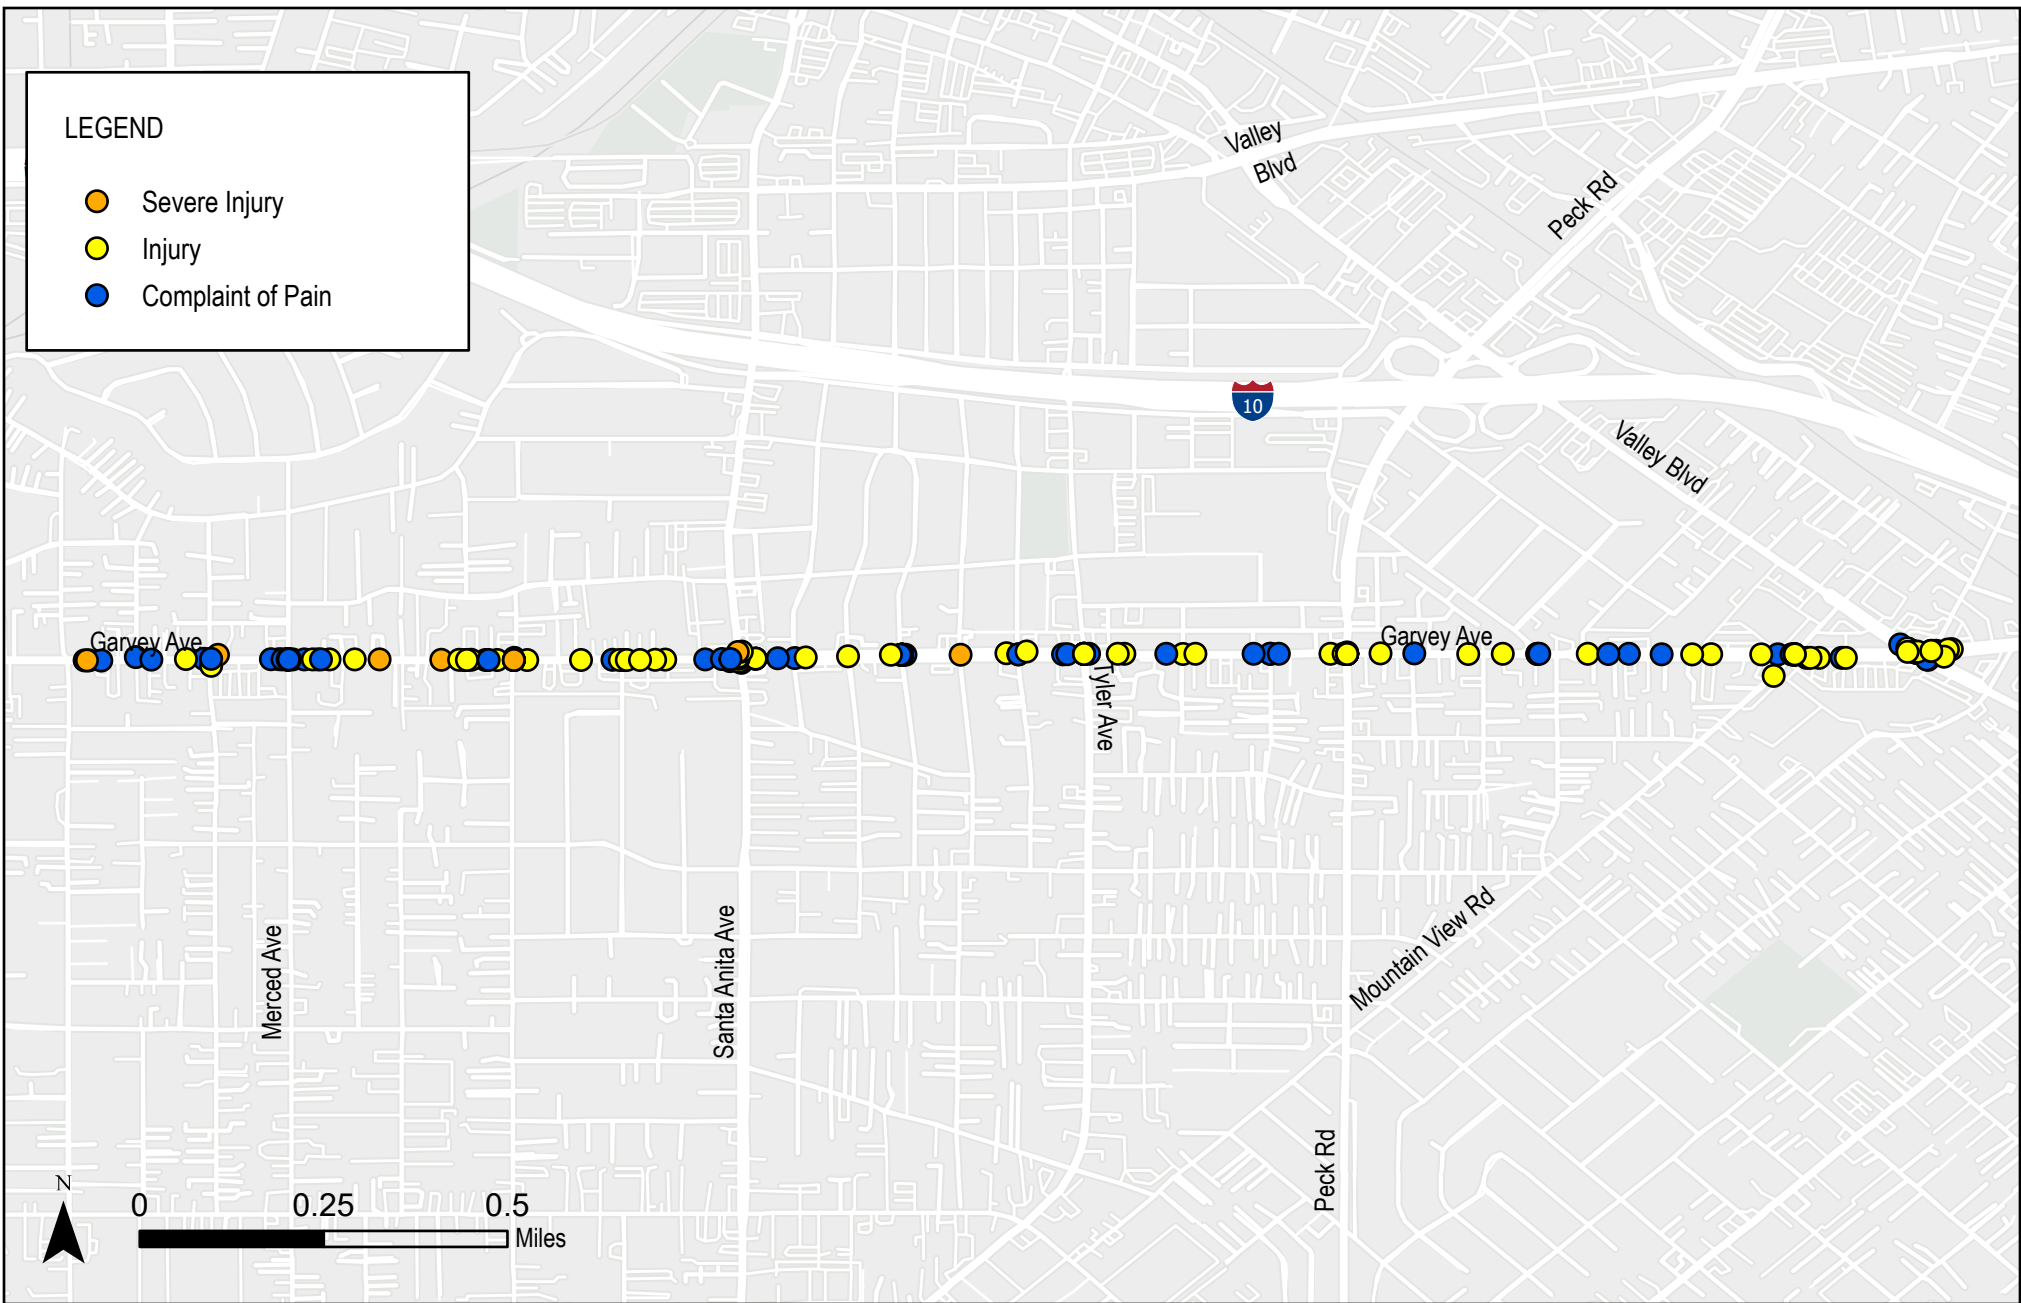 LEGEND
Severe Injury
Injury
Complaint of Pain
Valley
Blvd
Peck Rd
10
Valley Blvd
Garvey Ave
Garvey Ave
Tyler Ave
Merced Ave
Santa Anita Ave
Mountain View Rd
Peck Rd
N
0 0.25 0.5
Miles